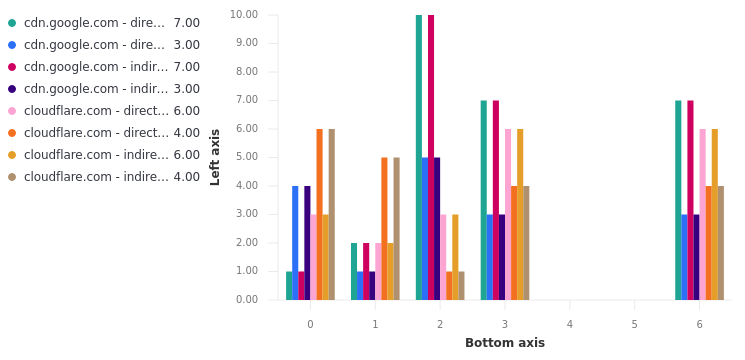 cdn.google.com - dire... 7.00
cdn.google.com - dire... 3.00
cdn.google.com - indir... 7.00
cdn.google.com - indir... 3.00
cloudflare.com - direct... 6.00
cloudflare.com - direct... 4.00
cloudflare.com - indire... 6.00
cloudflare.com - indire... 4.00
Left axis
10.00
9.00
8.00
7.00
6.00
5.00
4.00
3.00
2.00
1.00
0.00
0 1 2 3 4 5 6
Bottom axis